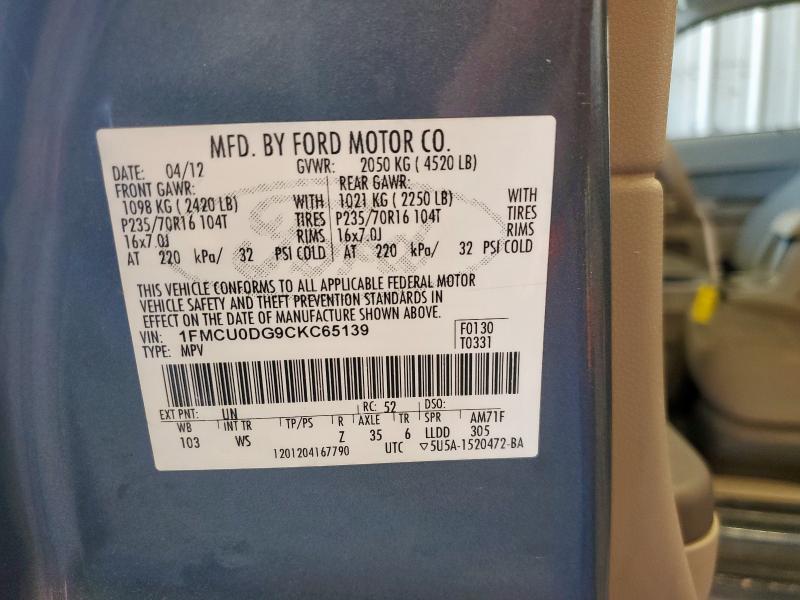 MFD. BY FORD MOTOR CO.
DATE: 04/12 GVWR: 2050 KG ( 4520 LB)
FRONT GAWR: REAR GAWR:
1098 KG ( 2420 LB) WITH 1021 KG ( 2250 LB) WITH
P235/70R16 104T TIRES P235/70R16 104T TIRES
16x7.0J RIMS 16x7.0J RIMS
AT 220 kPa/ 32 PSI COLD AT 220 kPa/ 32 PSI COLD
THIS VEHICLE CONFORMS TO ALL APPLICABLE FEDERAL MOTOR
VEHICLE SAFETY AND THEFT PREVENTION STANDARDS IN
EFFECT ON THE DATE OF MANUFACTURE SHOWN ABOVE.
VIN: 1FMCU0DG9CKC65139 F0130
TYPE: MPV T0331
EXT PNT: UN RC: 52 DSO:
WB INT TR TP/PS R AXLE TR SPR AM71F
103 WS Z 35 6 LLDD 305
1201204167790 UTC ▽5U5A-1520472-BA